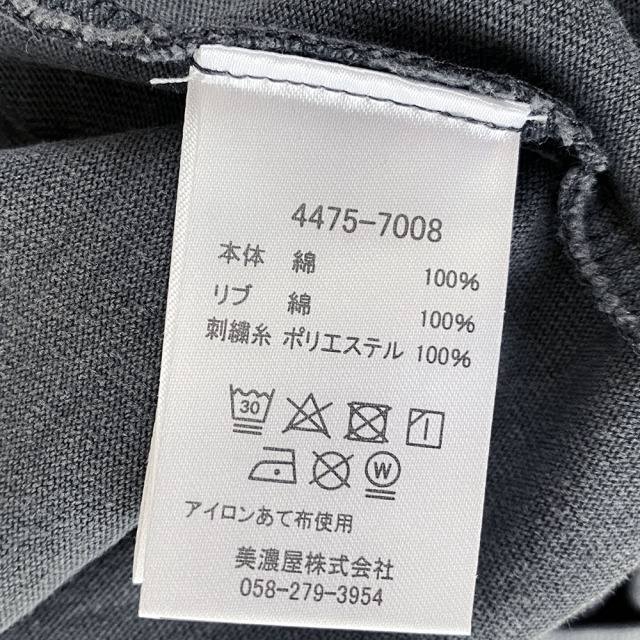 4475-7008
本体 綿 100%
リブ 綿 100%
刺繍糸 ポリエステル 100%
30
W
アイロンあて布使用
美濃屋株式会社
058-279-3954